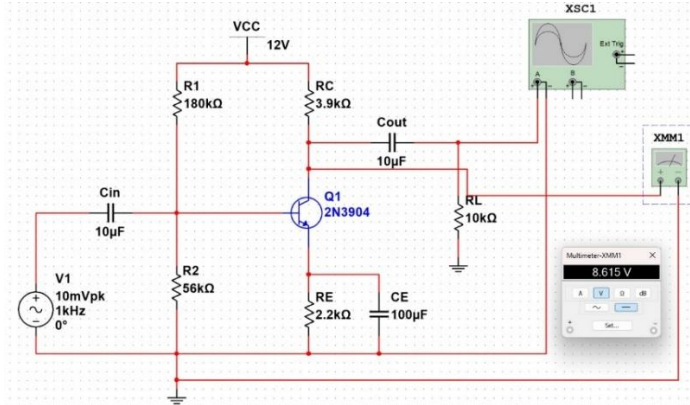 XSC1
VCC
12V
Ext Trig
+
A
B
+ - + -
R1
180kΩ
RC
3.9kΩ
Cout
10µF
XMM1
+ -
Cin
10µF
Q1
2N3904
RL
10kΩ
V1
10mVpk
1kHz
0°
+
-
R2
56kΩ
RE
2.2kΩ
CE
100µF
Multimeter-XMM1 ×
8.615 V
A V Ω dB
~ —
Set...
+ -